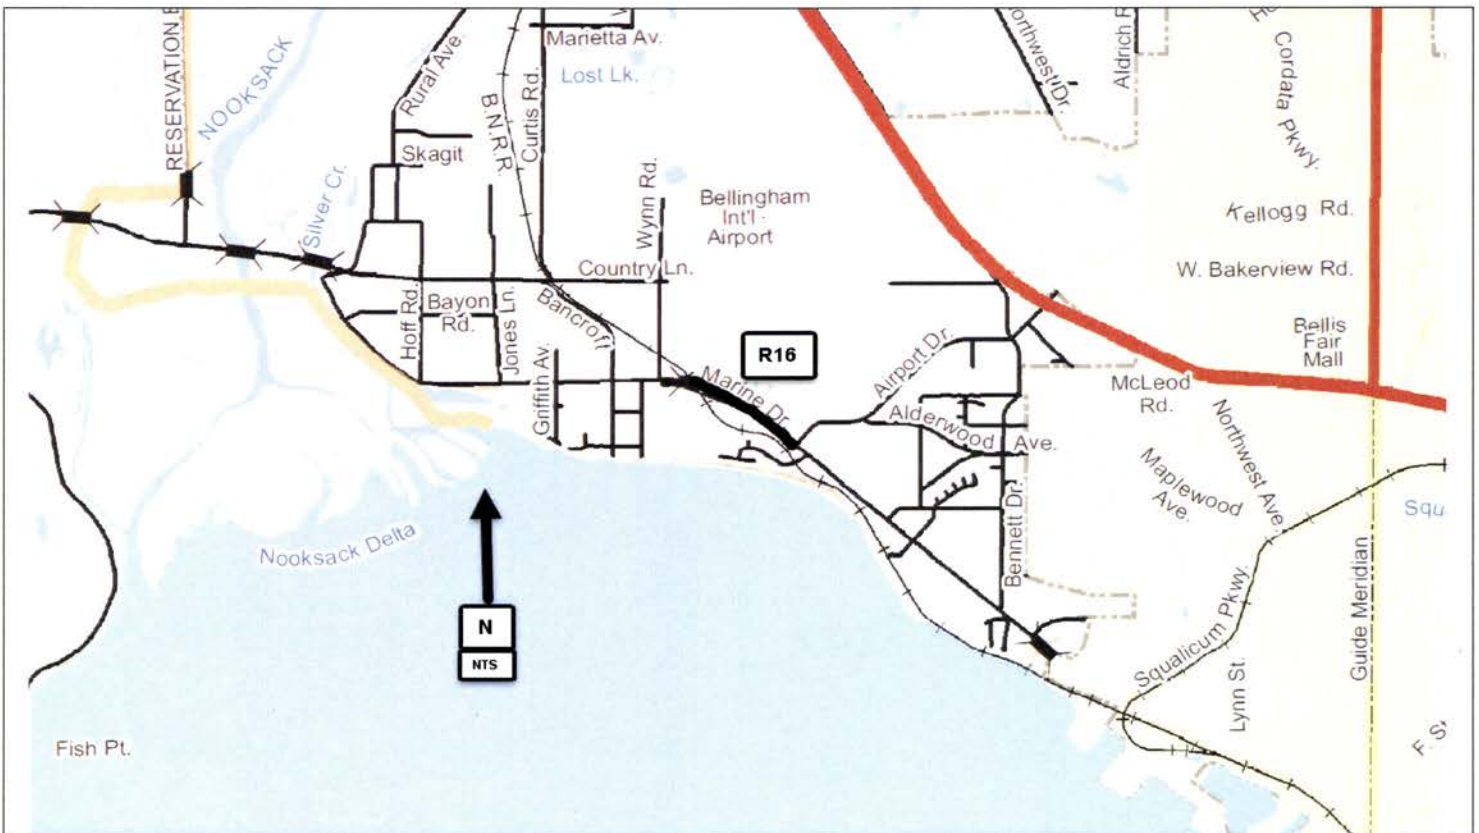 RESERVATION
NOOKSACK
Rural Ave.
B.N.R.R.
Curtis Rd.
Marietta Av.
Lost Lk.
Northwest Dr.
Aldrich R
Cordata Pkwy.
Skagit
Silver Cr.
Wynn Rd.
Bellingham
Int'l
Airport
Kellogg Rd.
Country Ln.
W. Bakerview Rd.
Hoff Rd.
Bayon
Rd.
Jones Ln.
Bancroft
R16
Airport Dr.
Bellis
Fair
Mall
Griffith Av.
Marine Dr.
McLeod
Rd.
Alderwood Ave.
Northwest Ave.
Maplewood
Ave.
Squ
Nooksack Delta
Bennett Dr.
N
NTS
Squalicum Pkwy.
Lynn St.
Guide Meridian
Fish Pt.